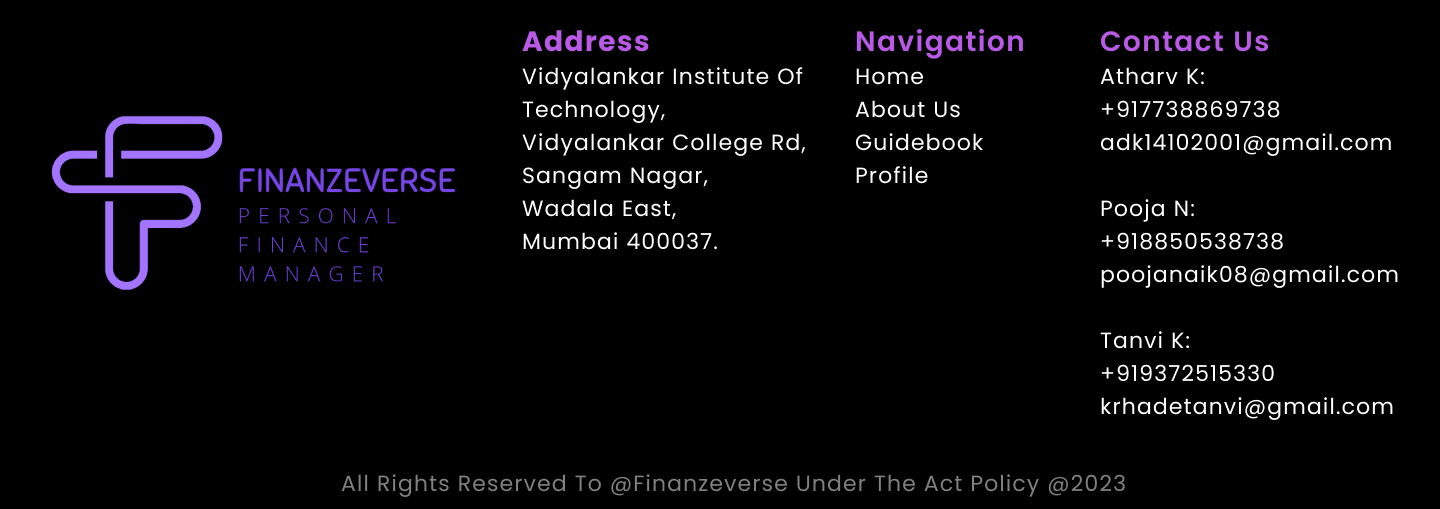 FINANZEVERSE
PERSONAL
FINANCE
MANAGER
Address
Vidyalankar Institute Of
Technology,
Vidyalankar College Rd,
Sangam Nagar,
Wadala East,
Mumbai 400037.
Navigation
Home
About Us
Guidebook
Profile
Contact Us
Atharv K:
+917738869738
adk14102001@gmail.com
Pooja N:
+918850538738
poojanaik08@gmail.com
Tanvi K:
+919372515330
krhadetanvi@gmail.com
All Rights Reserved To @Finanzeverse Under The Act Policy @2023